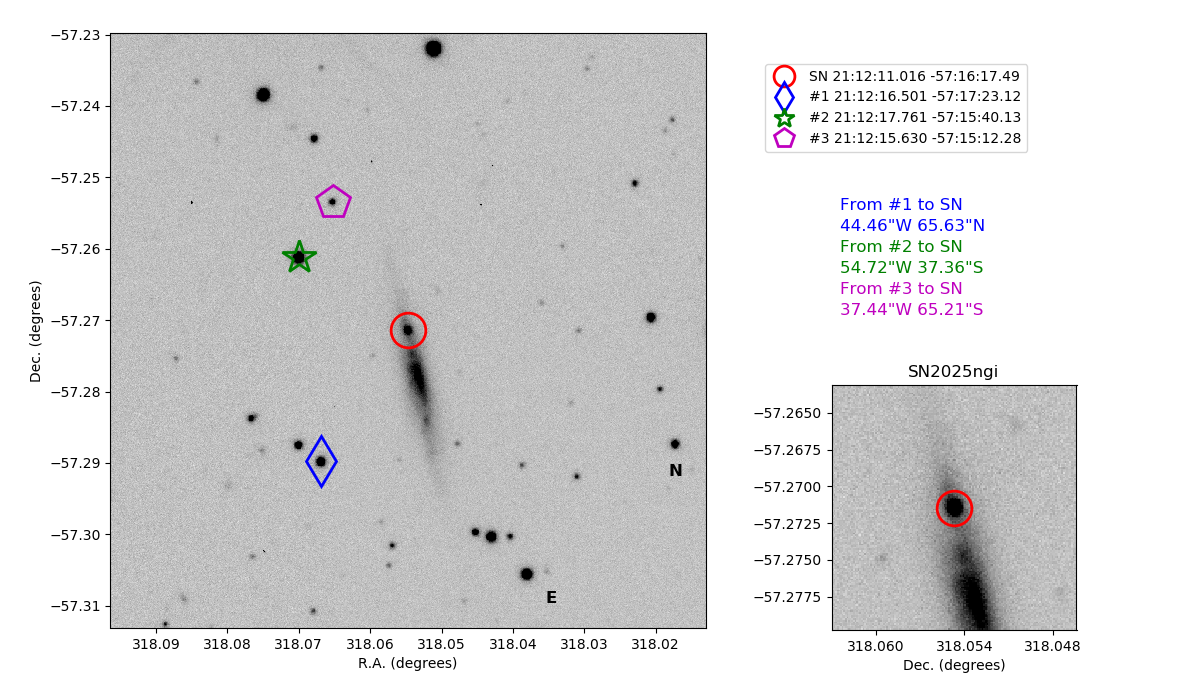 −57.23
−57.24
−57.25
−57.26
−57.27
−57.28
−57.29
−57.30
−57.31
Dec. (degrees)
318.09 318.08 318.07 318.06 318.05 318.04 318.03 318.02
R.A. (degrees)
N
E
SN 21:12:11.016 -57:16:17.49
#1 21:12:16.501 -57:17:23.12
#2 21:12:17.761 -57:15:40.13
#3 21:12:15.630 -57:15:12.28
From #1 to SN
44.46"W 65.63"N
From #2 to SN
54.72"W 37.36"S
From #3 to SN
37.44"W 65.21"S
SN2025ngi
−57.2650
−57.2675
−57.2700
−57.2725
−57.2750
−57.2775
318.060 318.054 318.048
Dec. (degrees)